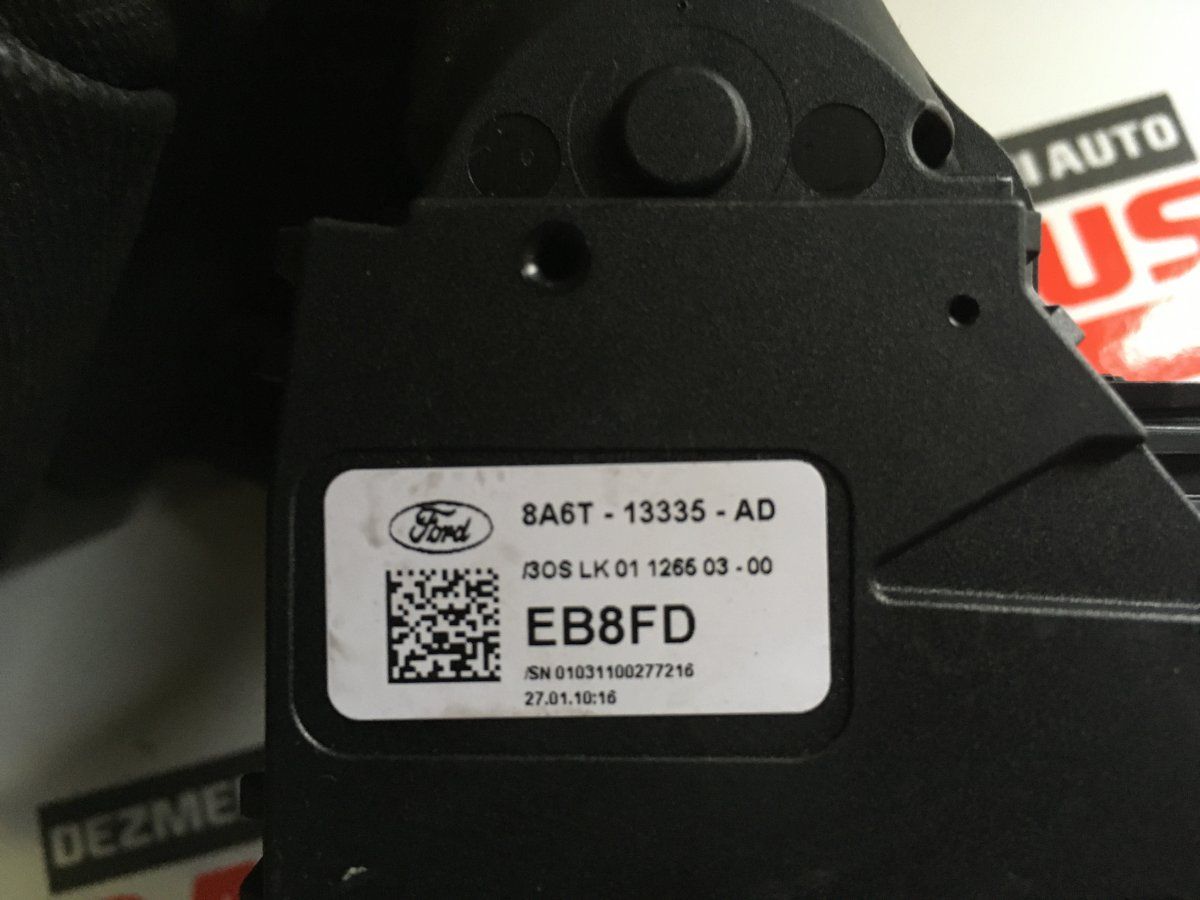 I AUTO
US
Ford
8A6T - 13335 - AD
/3OS LK 01 1265 03 - 00
EB8FD
/SN 01031100277216
27.01.10:16
DEZME